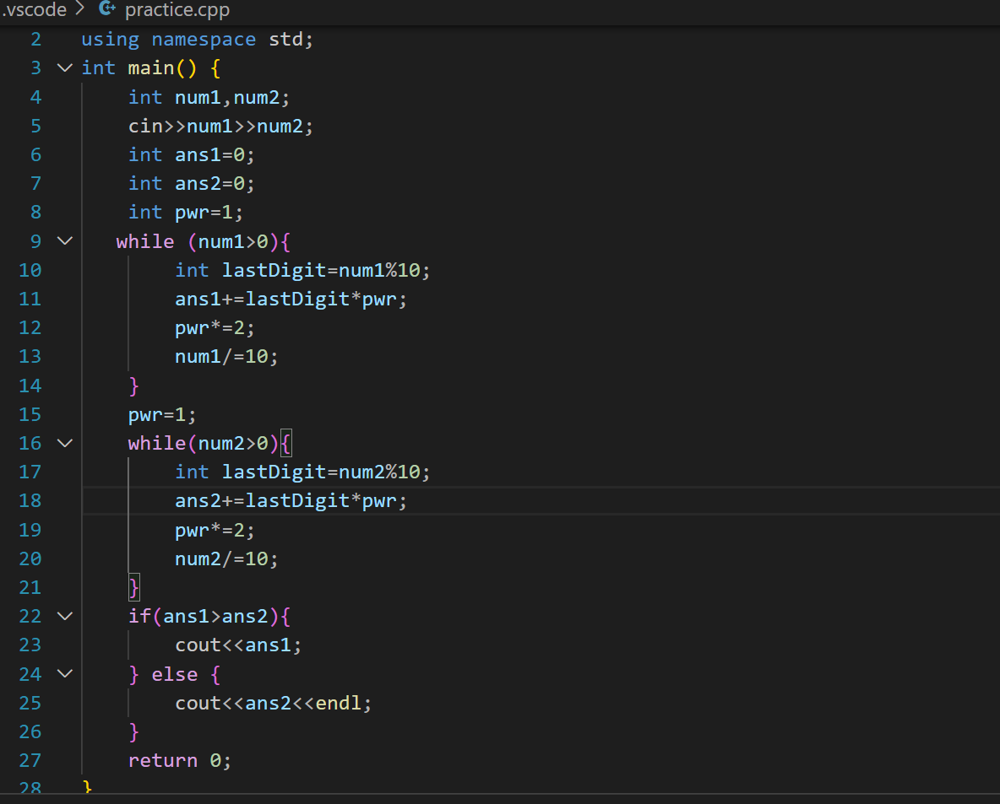 .vscode > practice.cpp
2 using namespace std;
3 int main() {
4     int num1,num2;
5     cin>>num1>>num2;
6     int ans1=0;
7     int ans2=0;
8     int pwr=1;
9    while (num1>0){
10         int lastDigit=num1%10;
11         ans1+=lastDigit*pwr;
12         pwr*=2;
13         num1/=10;
14     }
15     pwr=1;
16     while(num2>0){
17         int lastDigit=num2%10;
18         ans2+=lastDigit*pwr;
19         pwr*=2;
20         num2/=10;
21     }
22     if(ans1>ans2){
23         cout<<ans1;
24     } else {
25         cout<<ans2<<endl;
26     }
27     return 0;
28 }